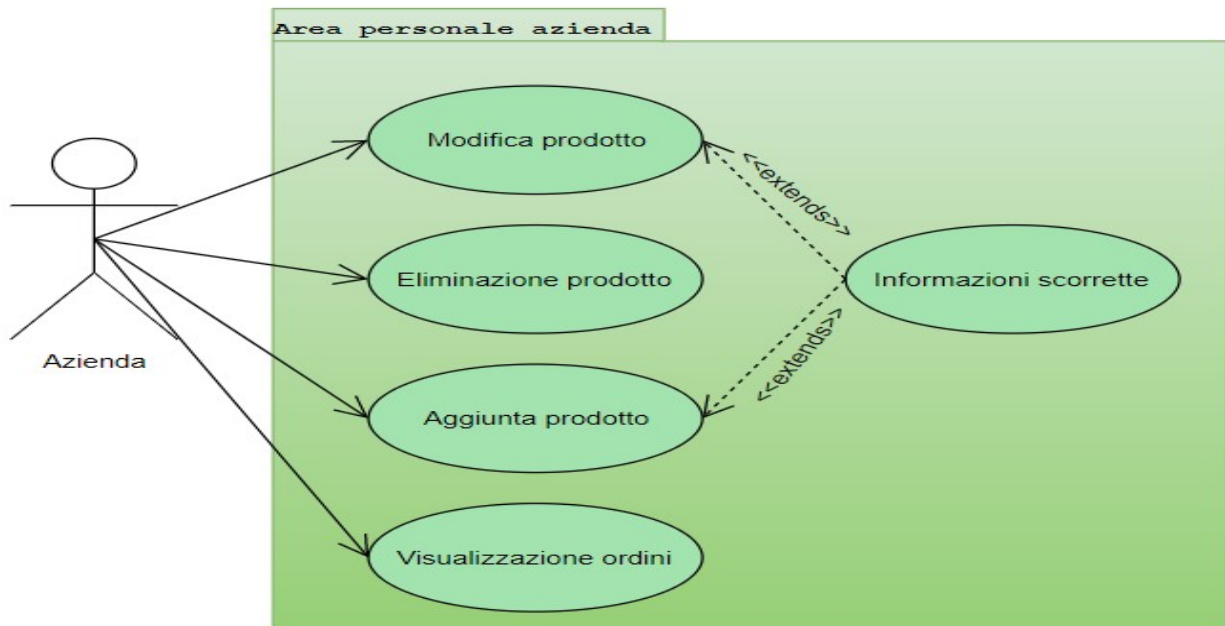 Area personale azienda
Modifica prodotto
<<extends>>
Eliminazione prodotto
Informazioni scorrette
Azienda
Aggiunta prodotto
<<extends>>
Visualizzazione ordini